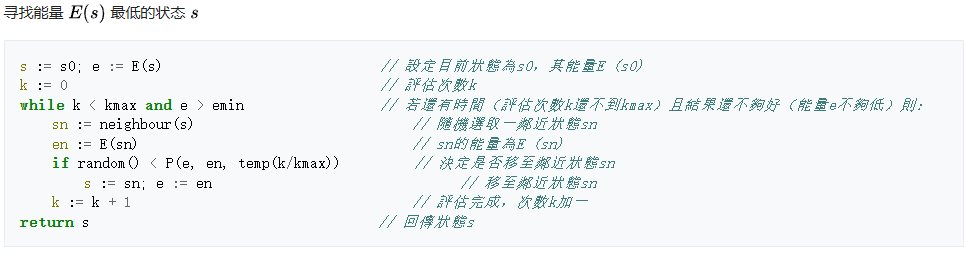 寻找能量 E(s) 最低的状态 s
s := s0; e := E(s) // 設定目前狀態為s0，其能量E (s0)
k := 0 // 評估次數k
while k < kmax and e > emin // 若還有時間（評估次數k還不到kmax）且結果還不夠好（能量e不夠低）則：
sn := neighbour(s) // 隨機選取一鄰近狀態sn
en := E(sn) // sn的能量為E (sn)
if random() < P(e, en, temp(k/kmax)) // 決定是否移至鄰近狀態sn
s := sn; e := en // 移至鄰近狀態sn
k := k + 1 // 評估完成，次數k加一
return s // 回傳狀態s